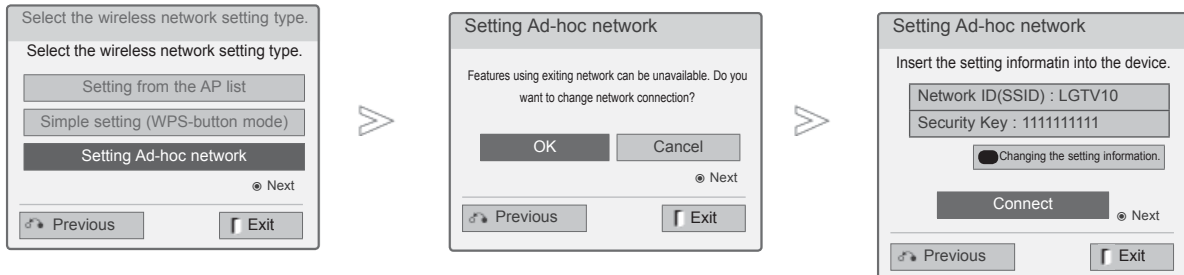 Select the wireless network setting type.
Select the wireless network setting type.
Setting from the AP list
Simple setting (WPS-button mode)
Setting Ad-hoc network
Next
Previous
Exit
Setting Ad-hoc network
Features using exiting network can be unavailable. Do you
want to change network connection?
OK
Cancel
Next
Previous
Exit
Setting Ad-hoc network
Insert the setting informatin into the device.
Network ID(SSID) : LGTV10
Security Key : 1111111111
Changing the setting information.
Connect
Next
Previous
Exit